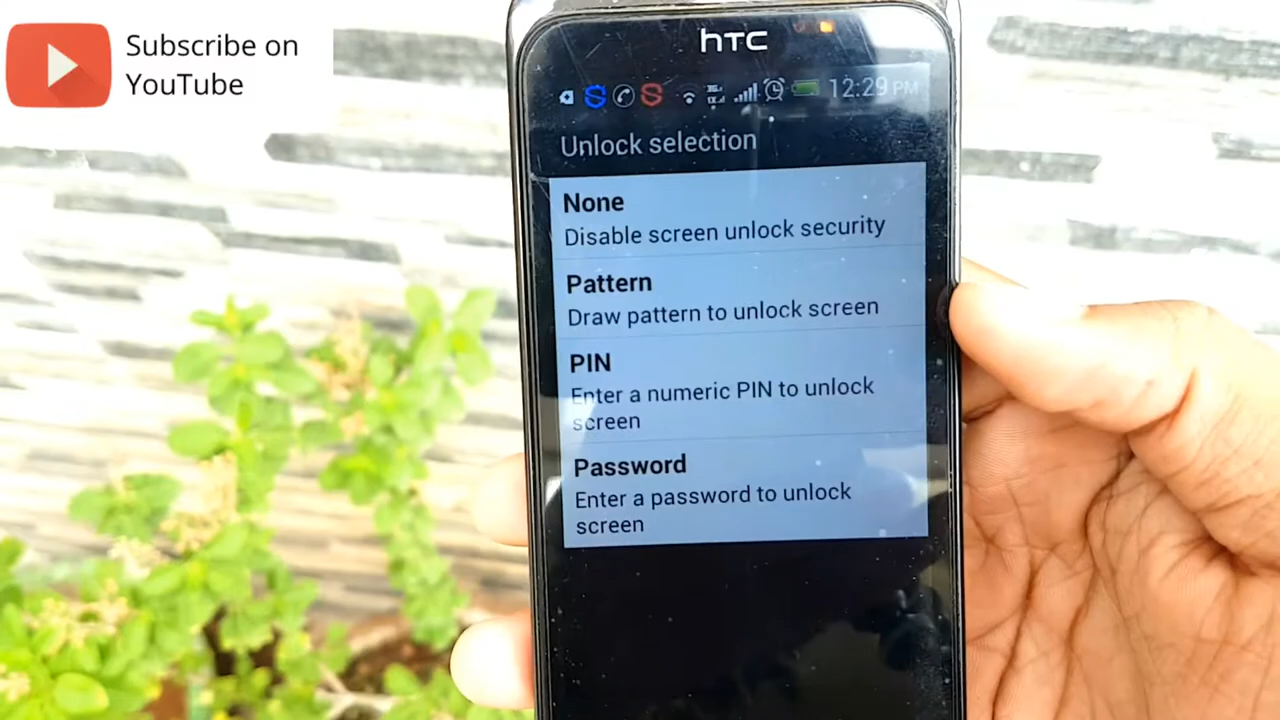 Subscribe on
YouTube
hTC
12:29 PM
Unlock selection
None
Disable screen unlock security
Pattern
Draw pattern to unlock screen
PIN
Enter a numeric PIN to unlock
screen
Password
Enter a password to unlock
screen